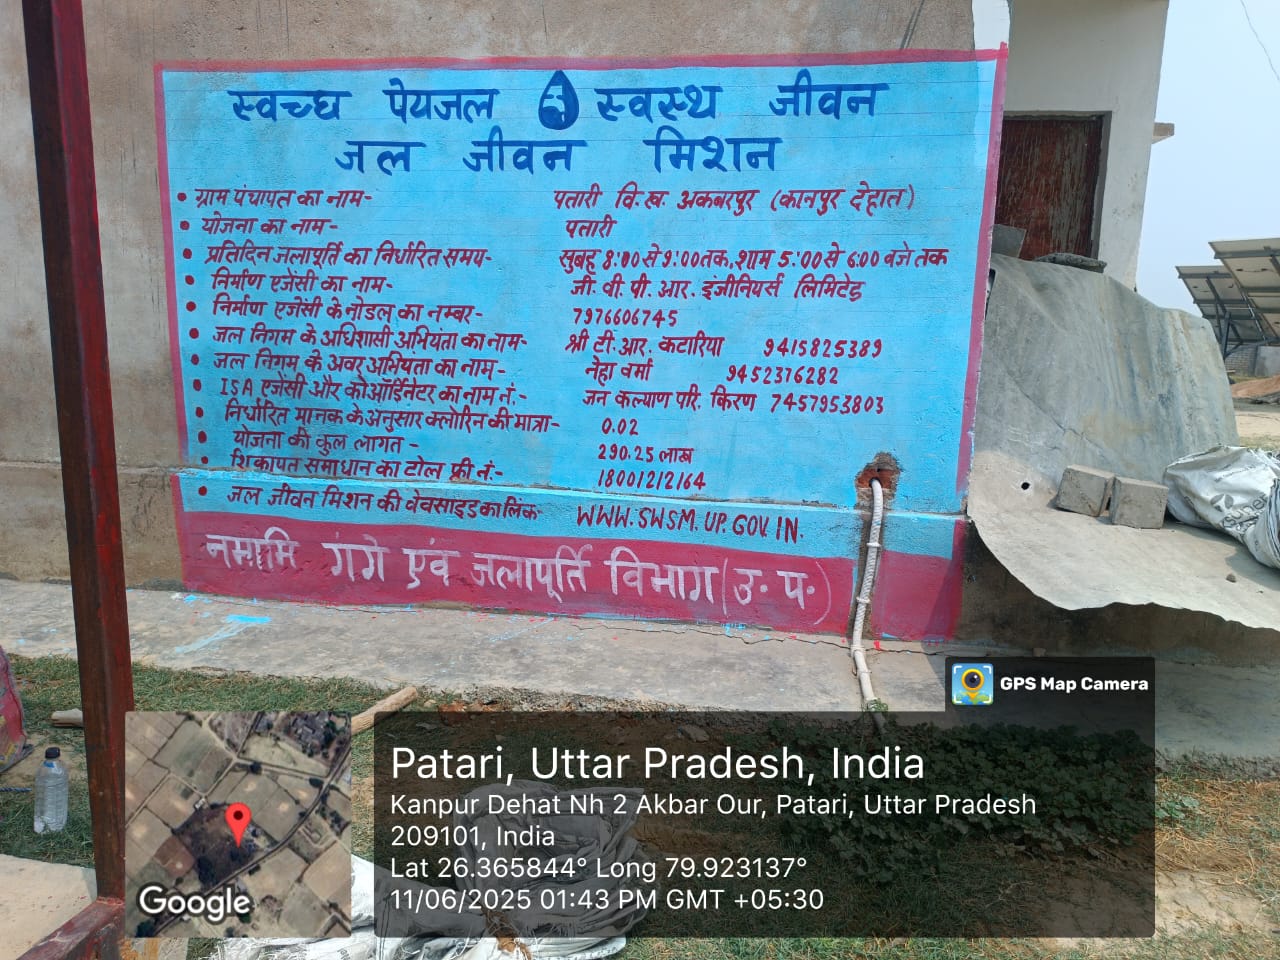 स्वच्छ पेयजल स्वस्थ जीवन
जल जीवन मिशन
• ग्राम पंचायत का नाम- पतारी वि.ख. अकबरपुर (कानपुर देहात)
• योजना का नाम- पतारी
• प्रतिदिन जलापूर्ति का निर्धारित समय- सुबह 8:00 से 9:00 तक, शाम 5:00 से 6:00 बजे तक
• निर्माण एजेंसी का नाम- जी. वी. पी. आर. इंजीनियर्स लिमिटेड
• निर्माण एजेंसी के नोडल का नम्बर- 7976606745
• जल निगम के अधिशासी अभियंता का नाम- श्री टी. आर. कटारिया 9415825389
• जल निगम के अवर अभियंता का नाम- नेहा वर्मा 9452376282
• ISA एजेंसी और कोऑर्डिनेटर का नाम नं.- जन कल्याण परि. किरण 7457953803
• निर्धारित मानक के अनुसार क्लोरिन की मात्रा- 0.02
• योजना की कुल लागत- 290.25 लाख
• शिकायत समाधान का टोल फ्री नं.- 18001212164
• जल जीवन मिशन की वेवसाइड का लिंक- WWW.SWSM.UP.GOV.IN.
नमामि गंगे एवं जलापूर्ति विभाग (उ. प.)
GPS Map Camera
Patari, Uttar Pradesh, India
Kanpur Dehat Nh 2 Akbar Our, Patari, Uttar Pradesh
209101, India
Lat 26.365844° Long 79.923137°
11/06/2025 01:43 PM GMT +05:30
Google